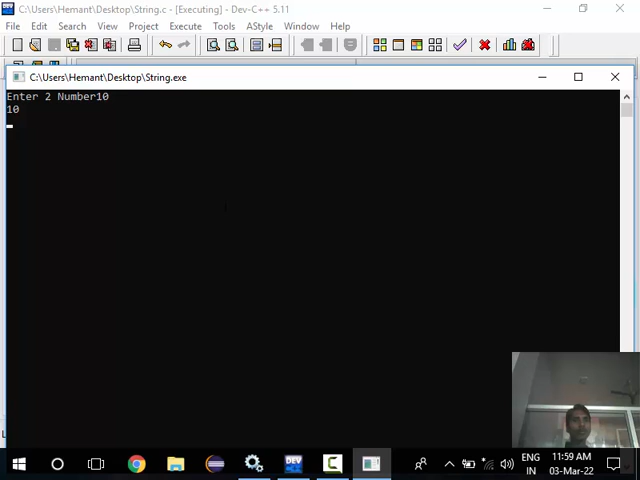 C:\Users\Hemant\Desktop\String.c - [Executing] - Dev-C++ 5.11
File Edit Search View Project Execute Tools AStyle Window Help
C:\Users\Hemant\Desktop\String.exe
Enter 2 Number10
10
DEV
ENG
IN
11:59 AM
03-Mar-22